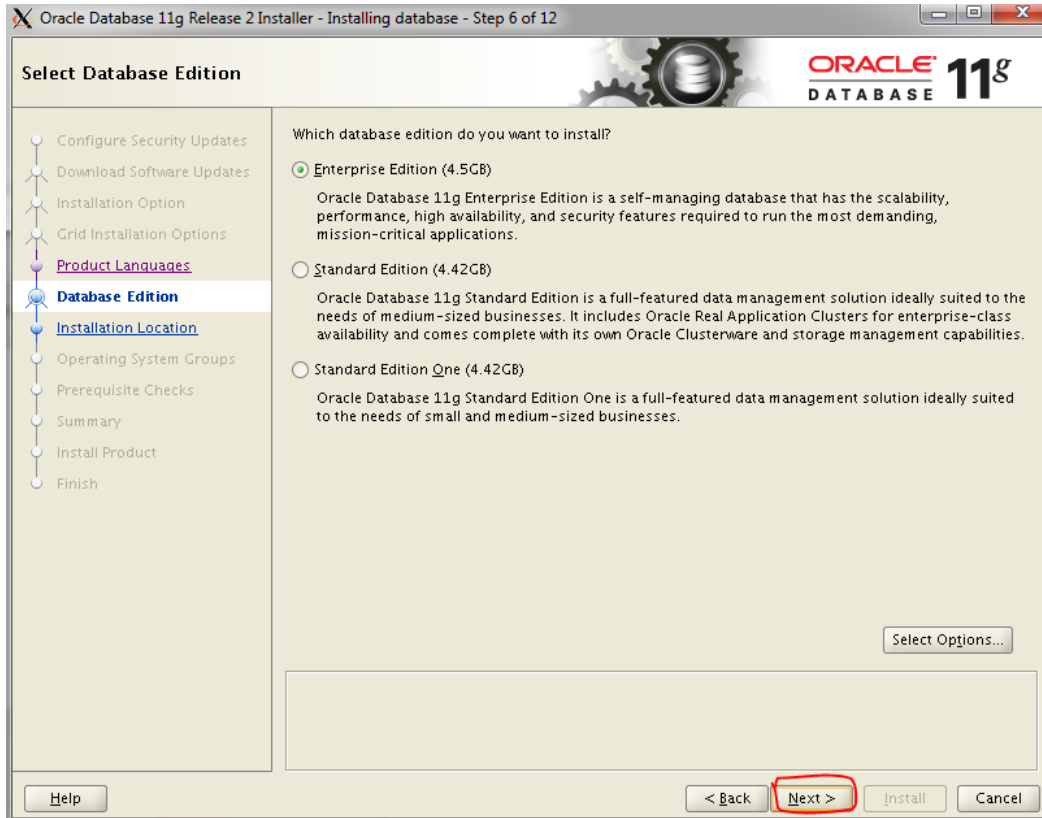 Oracle Database 11g Release 2 Installer - Installing database - Step 6 of 12
Select Database Edition
ORACLE
DATABASE
11g
Configure Security Updates
Download Software Updates
Installation Option
Grid Installation Options
Product Languages
Database Edition
Installation Location
Operating System Groups
Prerequisite Checks
Summary
Install Product
Finish
Which database edition do you want to install?
Enterprise Edition (4.5GB)
Oracle Database 11g Enterprise Edition is a self-managing database that has the scalability,
performance, high availability, and security features required to run the most demanding,
mission-critical applications.
Standard Edition (4.42GB)
Oracle Database 11g Standard Edition is a full-featured data management solution ideally suited to the
needs of medium-sized businesses. It includes Oracle Real Application Clusters for enterprise-class
availability and comes complete with its own Oracle Clusterware and storage management capabilities.
Standard Edition One (4.42GB)
Oracle Database 11g Standard Edition One is a full-featured data management solution ideally suited
to the needs of small and medium-sized businesses.
Select Options...
Help
< Back
Next >
Install
Cancel